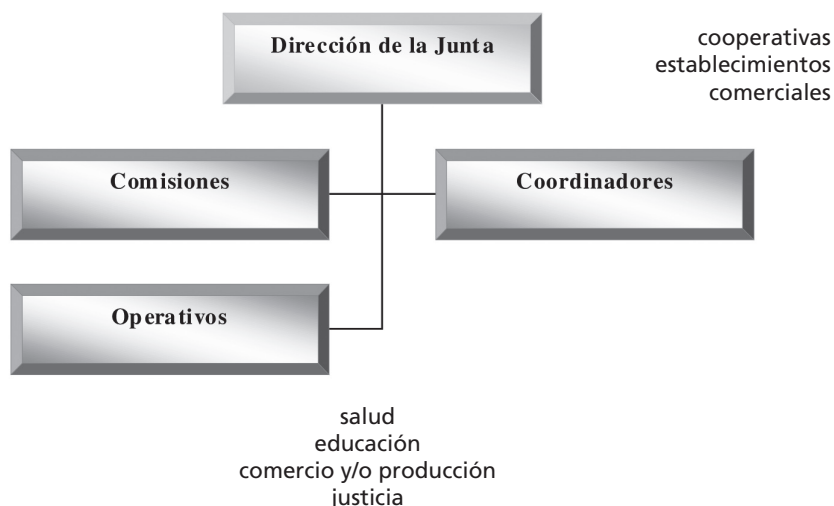 Dirección de la Junta
cooperativas
establecimientos
comerciales
Comisiones
Coordinadores
Operativos
salud
educación
comercio y/o producción
justicia